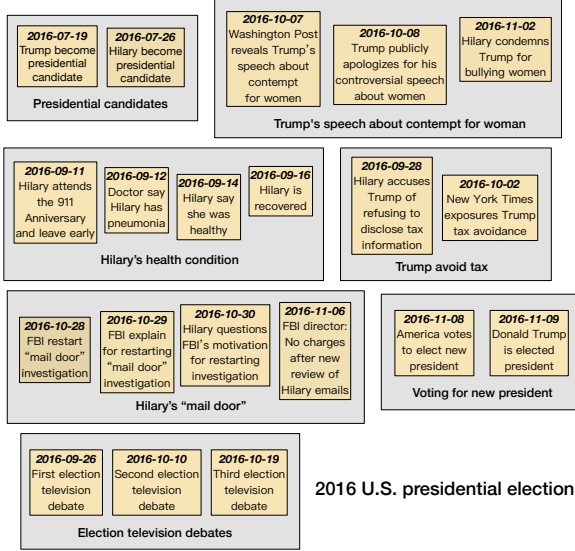 2016-07-19
Trump become
presidential
candidate
2016-07-26
Hilary become
presidential
candidate
Presidential candidates
2016-10-07
Washington Post
reveals Trump's
speech about
contempt
for women
2016-10-08
Trump publicly
apologizes for his
controversial speech
about women
2016-11-02
Hilary condemns
Trump for
bullying women
Trump's speech about contempt for woman
2016-09-11
Hilary attends
the 911
Anniversary
and leave early
2016-09-12
Doctor say
Hilary has
pneumonia
2016-09-14
Hilary say
she was
healthy
2016-09-16
Hilary is
recovered
Hilary's health condition
2016-09-28
Hilary accuses
Trump of
refusing to
disclose tax
information
2016-10-02
New York Times
exposures Trump
tax avoidance
Trump avoid tax
2016-10-28
FBI restart
"mail door"
investigation
2016-10-29
FBI explain
for restarting
"mail door"
investigation
2016-10-30
Hilary questions
FBI's motivation
for restarting
investigation
2016-11-06
FBI director:
No charges
after new
review of
Hilary emails
Hilary's "mail door"
2016-11-08
America votes
to elect new
president
2016-11-09
Donald Trump
is elected
president
Voting for new president
2016-09-26
First election
television
debate
2016-10-10
Second election
television
debate
2016-10-19
Third election
television
debate
Election television debates
2016 U.S. presidential election